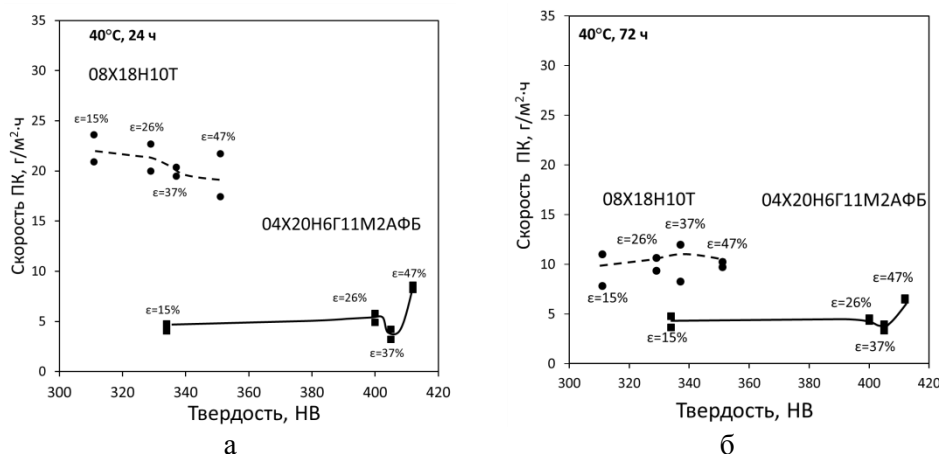 40°C, 24 ч
08Х18Н10Т
ε=15%
ε=26%
ε=47%
ε=37%
04Х20Н6Г11М2АФБ
ε=15%
ε=26%
ε=47%
ε=37%
Скорость ПК, г/м²·ч
35
30
25
20
15
10
5
0
300 320 340 360 380 400 420
Твердость, НВ
а
40°C, 72 ч
08Х18Н10Т
04Х20Н6Г11М2АФБ
ε=37%
ε=26%
ε=47%
ε=15%
ε=47%
ε=26%
ε=15%
ε=37%
Скорость ПК, г/м²·ч
35
30
25
20
15
10
5
0
300 320 340 360 380 400 420
Твердость, НВ
б